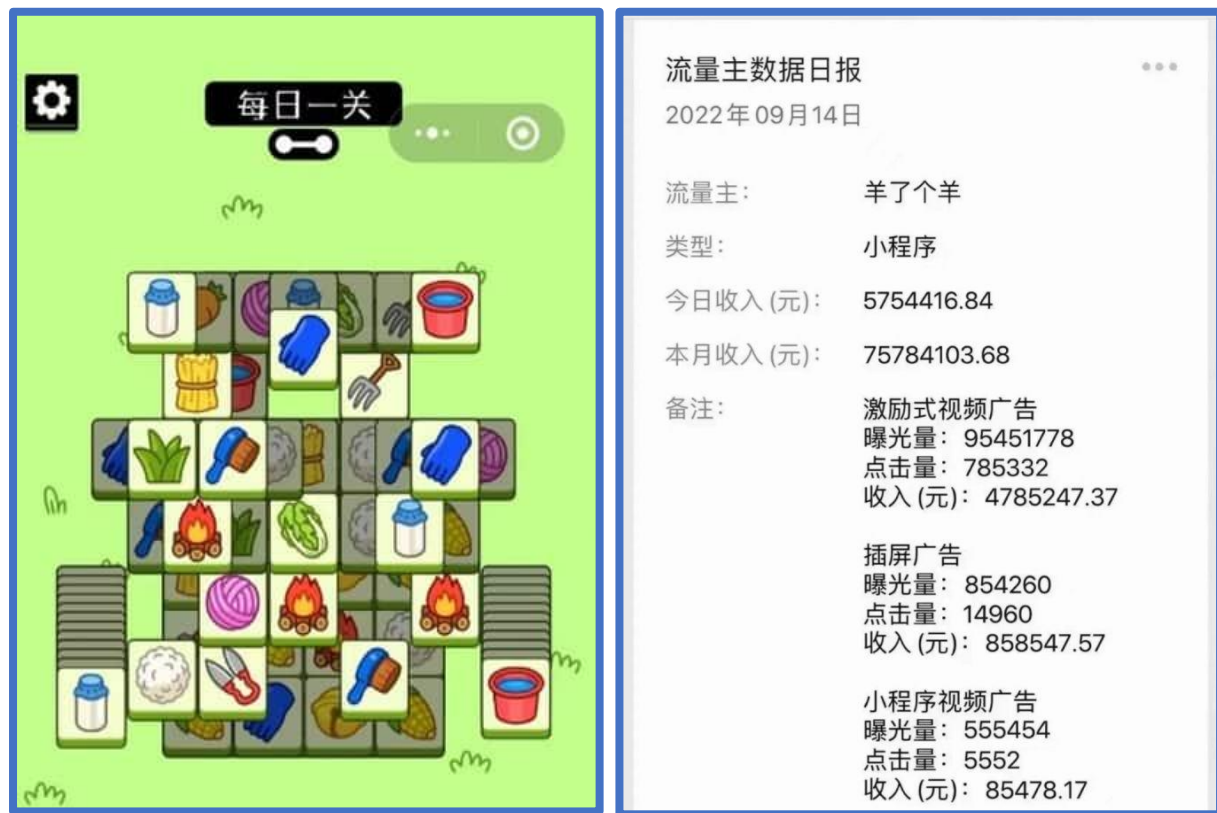 每日一关
流量主数据日报
2022年09月14日
流量主： 羊了个羊
类型： 小程序
今日收入(元)： 5754416.84
本月收入(元)： 75784103.68
备注： 激励式视频广告
曝光量：95451778
点击量：785332
收入(元)：4785247.37
插屏广告
曝光量：854260
点击量：14960
收入(元)：858547.57
小程序视频广告
曝光量：555454
点击量：5552
收入(元)：85478.17